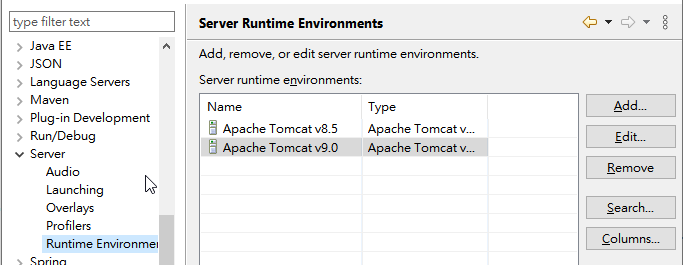 type filter text
Java EE
JSON
Language Servers
Maven
Plug-in Development
Run/Debug
Server
Audio
Launching
Overlays
Profilers
Runtime Environme
Spring
Server Runtime Environments
Add, remove, or edit server runtime environments.
Server runtime environments:
Name Type
Apache Tomcat v8.5 Apache Tomcat v...
Apache Tomcat v9.0 Apache Tomcat v...
Add...
Edit...
Remove
Search...
Columns...